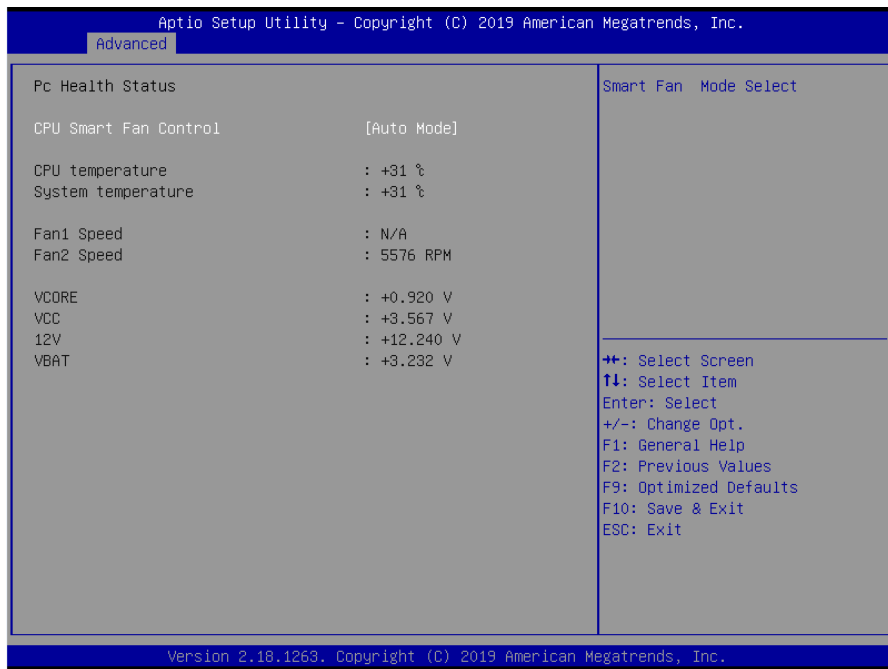 Aptio Setup Utility – Copyright (C) 2019 American Megatrends, Inc.
Advanced
Pc Health Status
CPU Smart Fan Control [Auto Mode]
CPU temperature : +31 ℃
System temperature : +31 ℃
Fan1 Speed : N/A
Fan2 Speed : 5576 RPM
VCORE : +0.920 V
VCC : +3.567 V
12V : +12.240 V
VBAT : +3.232 V
Smart Fan  Mode Select
→←: Select Screen
↑↓: Select Item
Enter: Select
+/-: Change Opt.
F1: General Help
F2: Previous Values
F9: Optimized Defaults
F10: Save & Exit
ESC: Exit
Version 2.18.1263. Copyright (C) 2019 American Megatrends, Inc.